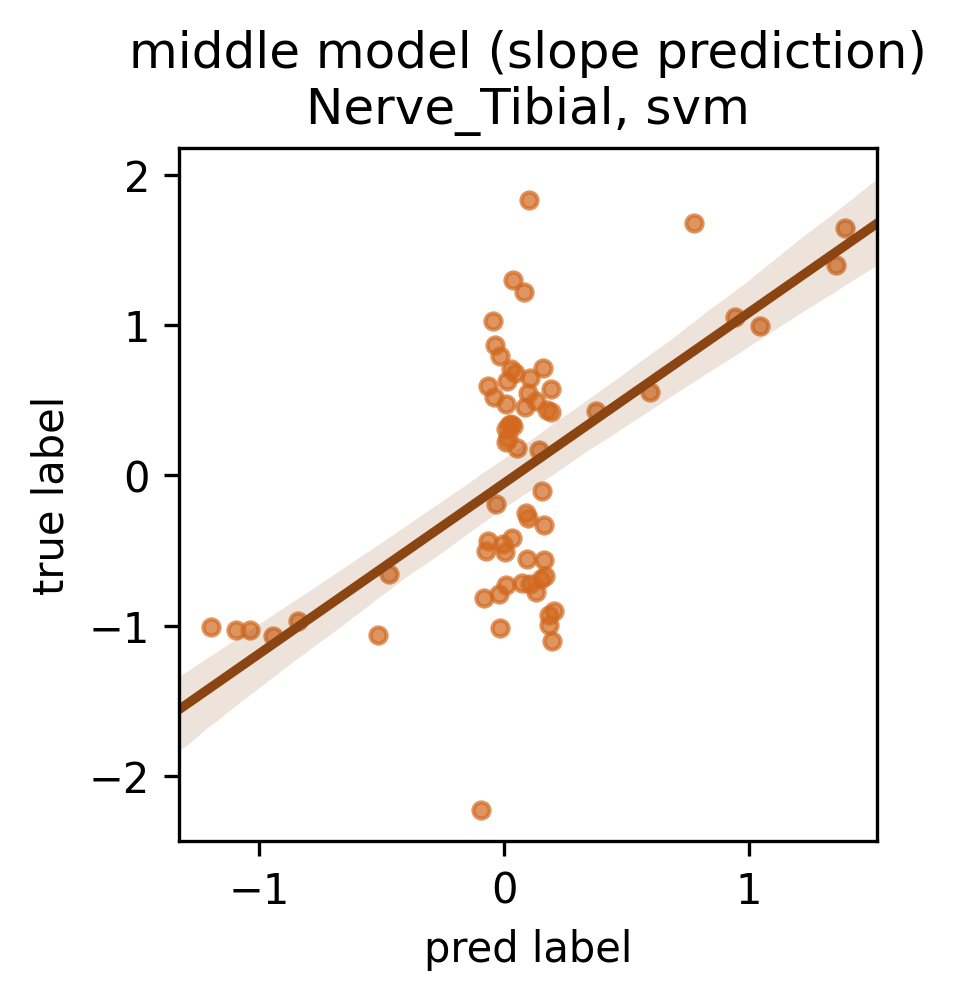 middle model (slope prediction)
Nerve_Tibial, svm
2
1
0
−1
−2
true label
−1
0
1
pred label